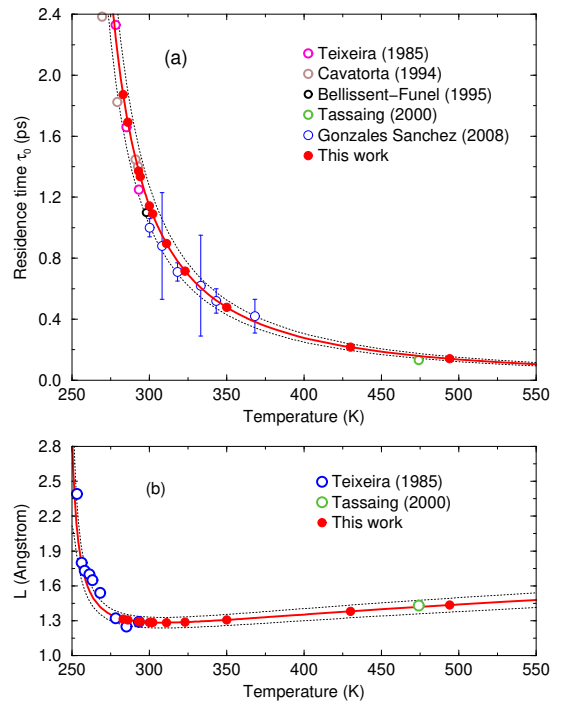 2.4
2.0
1.6
1.2
0.8
0.4
0.0
Residence time τ0 (ps)
(a)
Teixeira (1985)
Cavatorta (1994)
Bellissent−Funel (1995)
Tassaing (2000)
Gonzales Sanchez (2008)
This work
250 300 350 400 450 500 550
Temperature (K)
2.8
2.5
2.2
1.9
1.6
1.3
1.0
L (Angstrom)
(b)
Teixeira (1985)
Tassaing (2000)
This work
250 300 350 400 450 500 550
Temperature (K)